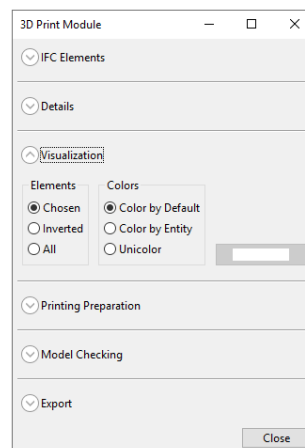 3D Print Module
IFC Elements
Details
Visualization
Elements Colors
Chosen Color by Default
Inverted Color by Entity
All Unicolor
Printing Preparation
Model Checking
Export
Close